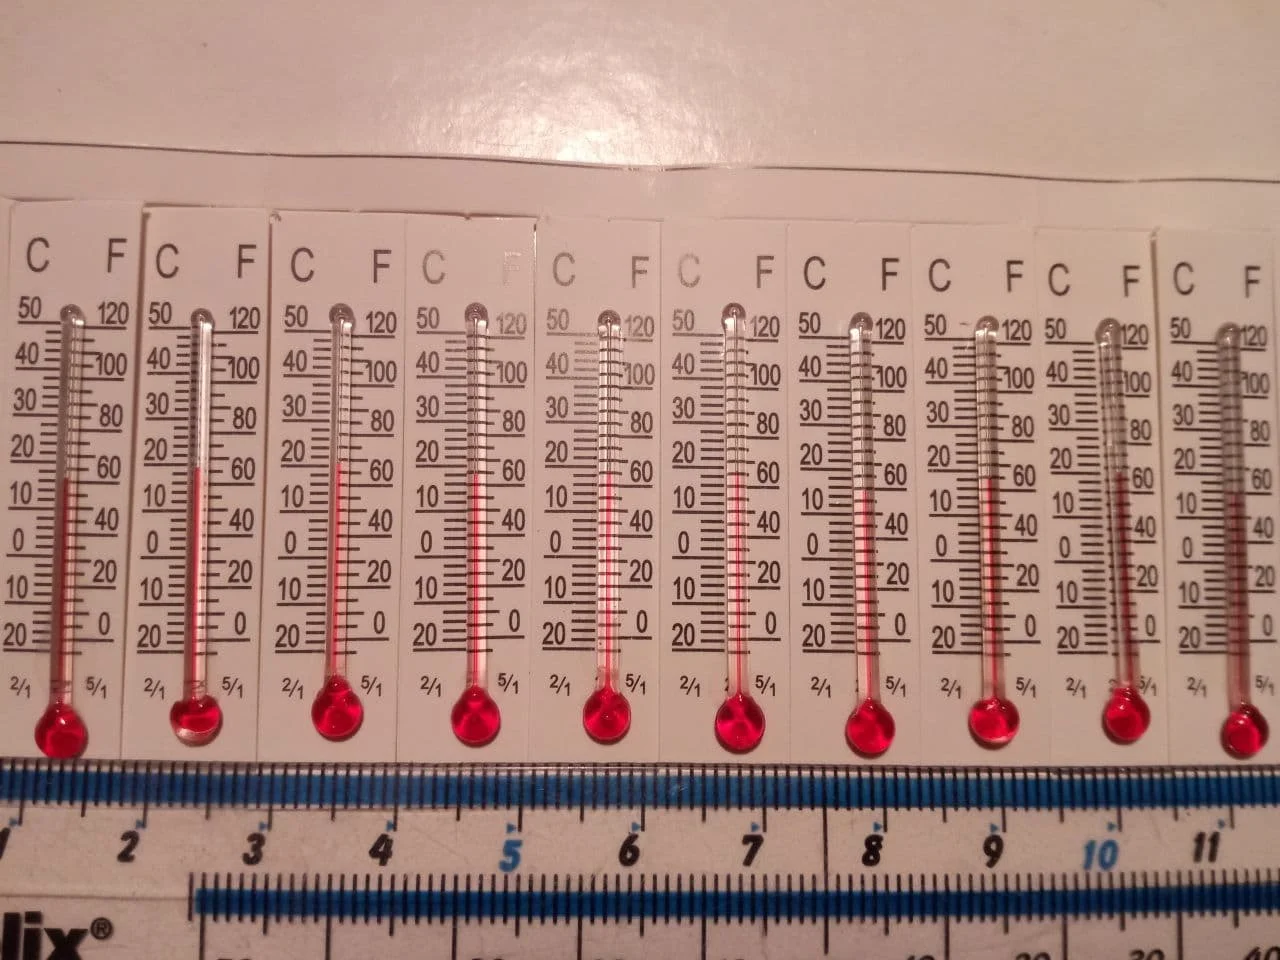 C F C F C F C F C F C F C F C F C F C F
50 120 50 120 50 120 50 120 50 120 50 120 50 120 50 120 50 120 50 120
40 100 40 100 40 100 40 100 40 100 40 100 40 100 40 100 40 100 40 100
30 80 30 80 30 80 30 80 30 80 30 80 30 80 30 80 30 80 30 80
20 60 20 60 20 60 20 60 20 60 20 60 20 60 20 60 20 60 20 60
10 40 10 40 10 40 10 40 10 40 10 40 10 40 10 40 10 40 10 40
0 20 0 20 0 20 0 20 0 20 0 20 0 20 0 20 0 20 0 20
10 0 10 0 10 0 10 0 10 0 10 0 10 0 10 0 10 0 10 0
20 20 20 20 20 20 20 20 20 20
2/1 5/1 2/1 5/1 2/1 5/1 2/1 5/1 2/1 5/1 2/1 5/1 2/1 5/1 2/1 5/1 2/1 5/1 2/1 5/1
1 2 3 4 5 6 7 8 9 10 11
lix®